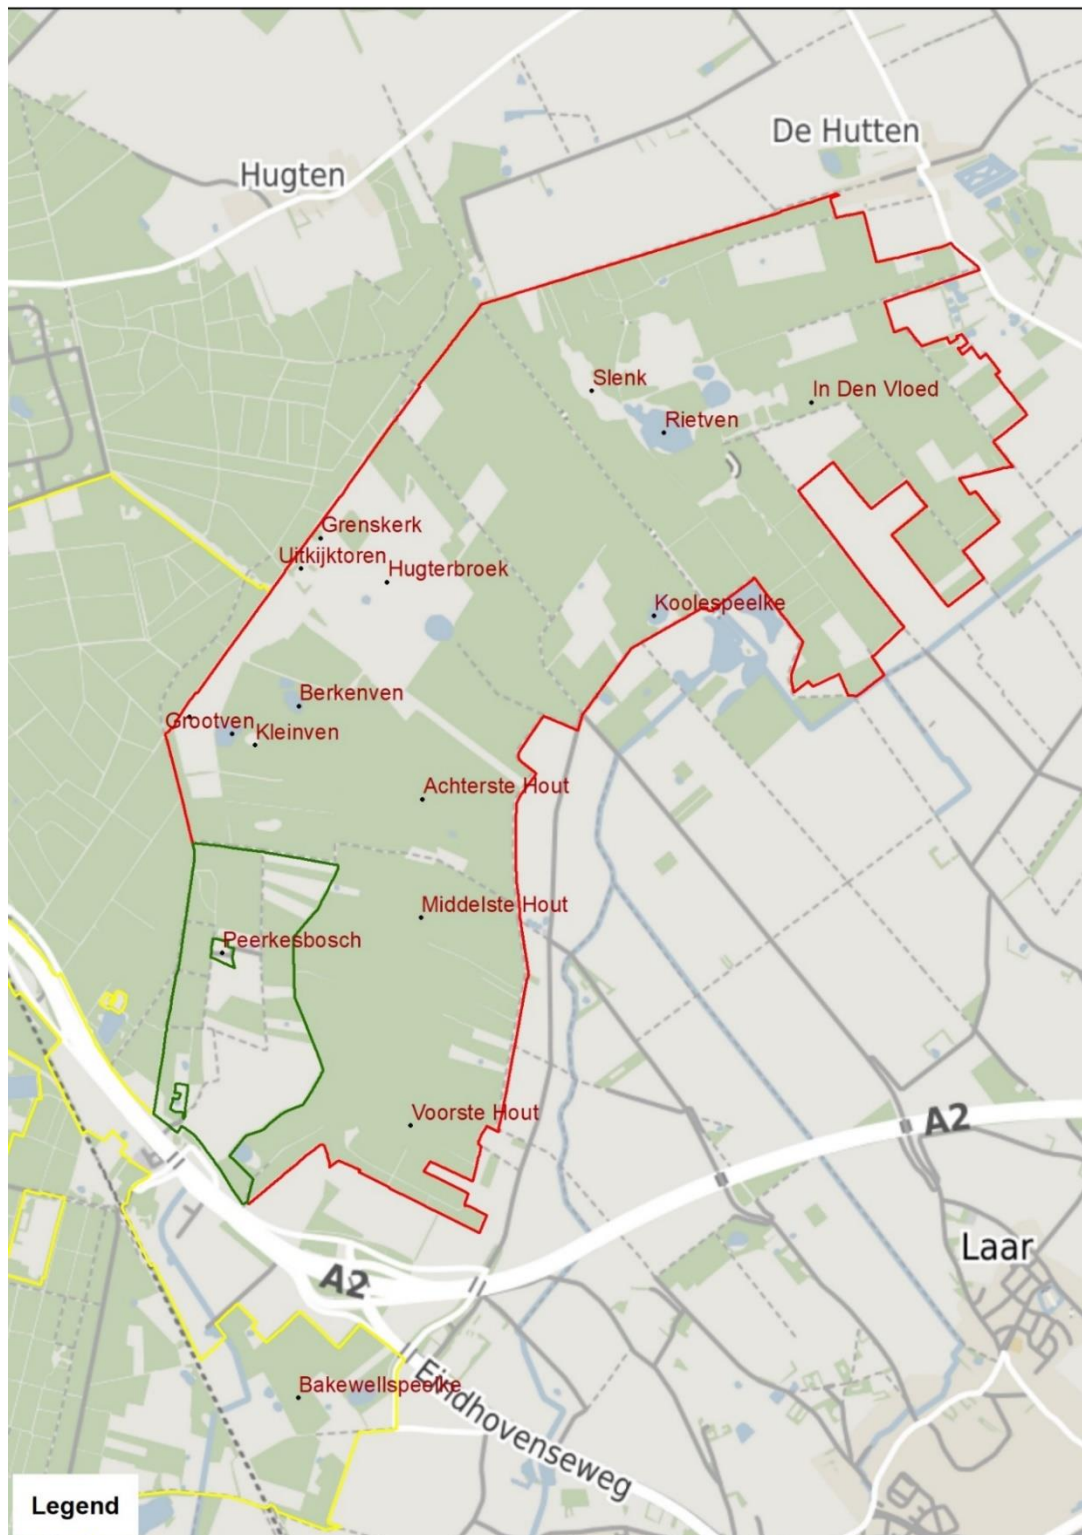 De Hutten
Hugten
Slenk
In Den Vloed
Rietven
Grenskerk
Uitkijktoren
Hugterbroek
Koolespeelke
Berkenven
Grootven
Kleinven
Achterste Hout
Middelste Hout
Peerkesbosch
Voorste Hout
A2
Laar
A2
Bakewellspeelke
Eindhovenseweg
Legend